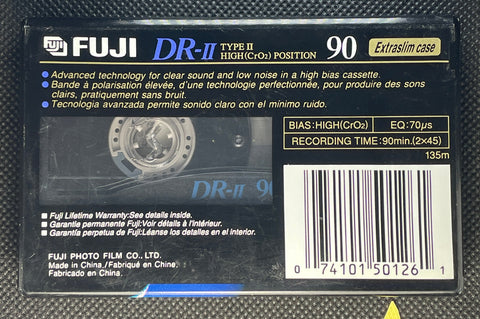 FUJI FUJI DR-II TYPE II HIGH(CrO2) POSITION 90 Extraslim case
• Advanced technology for clear sound and low noise in a high bias cassette.
• Bande à polarisation élevée, d'une technologie perfectionnée, pour produire des sons
clairs, pratiquement sans bruit.
• Tecnología avanzada permite sonido claro con el mínimo ruido.
BIAS:HIGH(CrO2) EQ:70µs
RECORDING TIME:90min.(2×45)
135m
DR-II 90
■ Fuji Lifetime Warranty:See details inside.
■ Garantie permanente Fuji:Voir détails à l'intérieur.
■ Garantía perpetua de Fuji:Léanse los detalles en el interior.
FUJI PHOTO FILM CO., LTD.
Made in China./Fabriqué en Chine.
Fabricado en China.
0 74101 50126 1